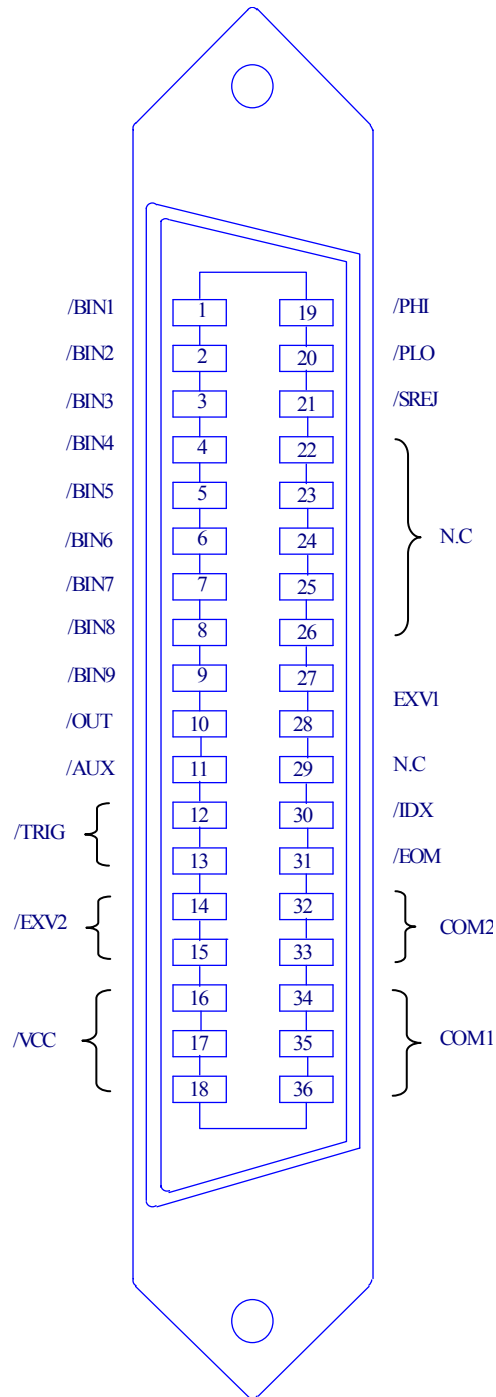 /BIN1 1 19 /PHI
/BIN2 2 20 /PLO
/BIN3 3 21 /SREJ
/BIN4 4 22
/BIN5 5 23
/BIN6 6 24 N.C
/BIN7 7 25
/BIN8 8 26
/BIN9 9 27
EXV1
/OUT 10 28
/AUX 11 29 N.C
12 30 /IDX
/TRIG
13 31 /EOM
14 32
/EXV2 COM2
15 33
16 34
/VCC 17 35 COM1
18 36